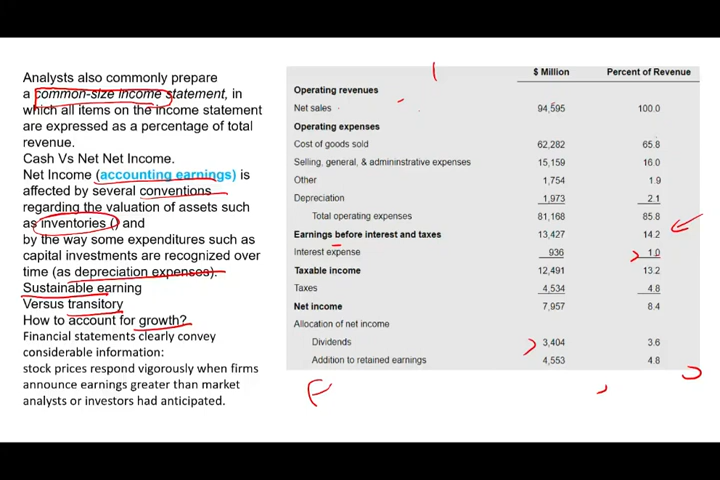 Analysts also commonly prepare
a common-size income statement, in
which all items on the income statement
are expressed as a percentage of total
revenue.
Cash Vs Net Net Income.
Net Income (accounting earnings) is
affected by several conventions
regarding the valuation of assets such
as inventories () and
by the way some expenditures such as
capital investments are recognized over
time (as depreciation expenses).
Sustainable earning
Versus transitory
How to account for growth?
Financial statements clearly convey
considerable information:
stock prices respond vigorously when firms
announce earnings greater than market
analysts or investors had anticipated.
$ Million Percent of Revenue
Operating revenues
Net sales 94,595 100.0
Operating expenses
Cost of goods sold 62,282 65.8
Selling, general, & admininstrative expenses 15,159 16.0
Other 1,754 1.9
Depreciation 1,973 2.1
Total operating expenses 81,168 85.8
Earnings before interest and taxes 13,427 14.2
Interest expense 936 1.0
Taxable income 12,491 13.2
Taxes 4,534 4.8
Net income 7,957 8.4
Allocation of net income
Dividends 3,404 3.6
Addition to retained earnings 4,553 4.8